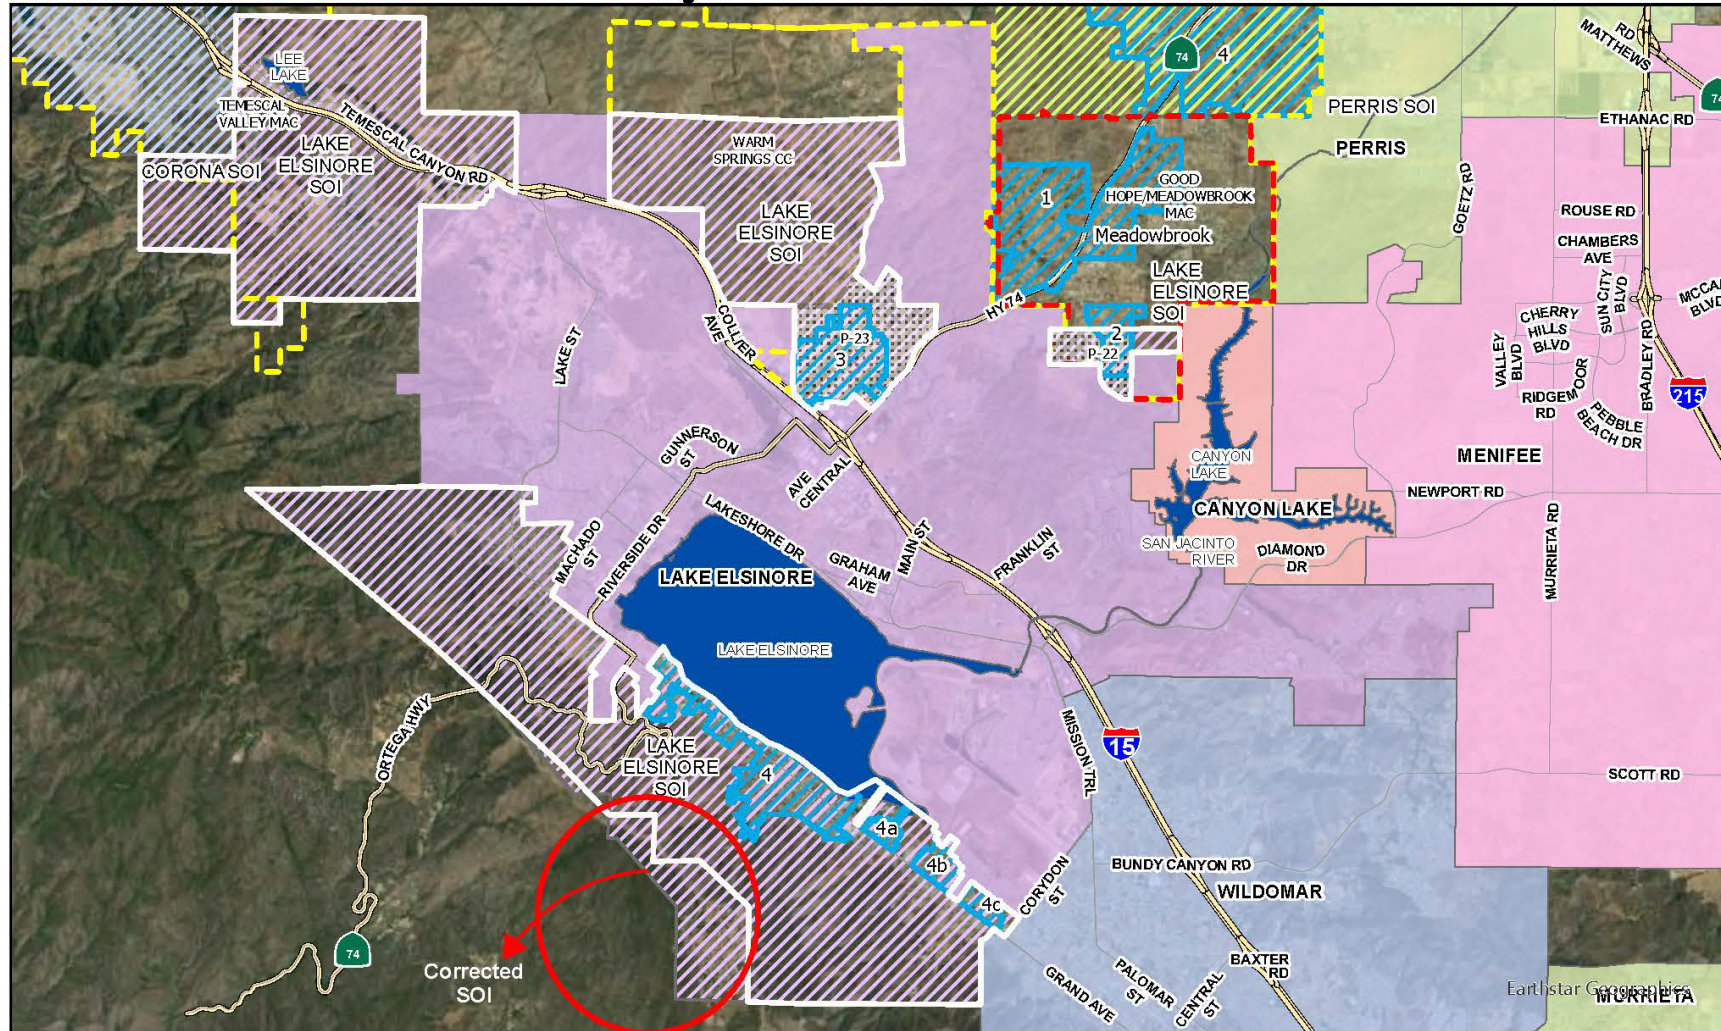 LEE
LAKE
TEMESCAL
VALLEY MAC
LAKE
ELSINORE
SOI
CORONA SOI
TEMESCAL CANYON RD
WARM
SPRINGS CC
LAKE
ELSINORE
SOI
74
4
PERRIS SOI
PERRIS
1
GOOD
HOPE/MEADOWBROOK
MAC
Meadowbrook
LAKE
ELSINORE
SOI
HY 74
2
P-22
P-23
3
COLLIER
AVE
LAKE ST
RD
MATTHEWS
74
ETHANAC RD
GOETZ RD
ROUSE RD
CHAMBERS
AVE
SUN CITY
BLVD
MCCA
BLVD
CHERRY
HILLS
BLVD
VALLEY
BLVD
BRADLEY RD
RIDGEMOOR
RD
PEBBLE
BEACH DR
215
MENIFEE
NEWPORT RD
MURRIETA RD
SCOTT RD
CANYON
LAKE
CANYON LAKE
SAN JACINTO
RIVER
DIAMOND
DR
GUNNERSON
ST
AVE
CENTRAL
MACHADO
ST
RIVERSIDE DR
LAKESHORE DR
GRAHAM
AVE
MAIN ST
FRANKLIN
ST
LAKE ELSINORE
LAKE ELSINORE
ORTEGA HWY
LAKE
ELSINORE
SOI
4
4a
4b
4c
MISSION TRL
15
CORYDON
ST
BUNDY CANYON RD
WILDOMAR
BAXTER
RD
PALOMAR
ST
CENTRAL
ST
GRAND AVE
74
Corrected
SOI
Earthstar Geographics
MURRIETA